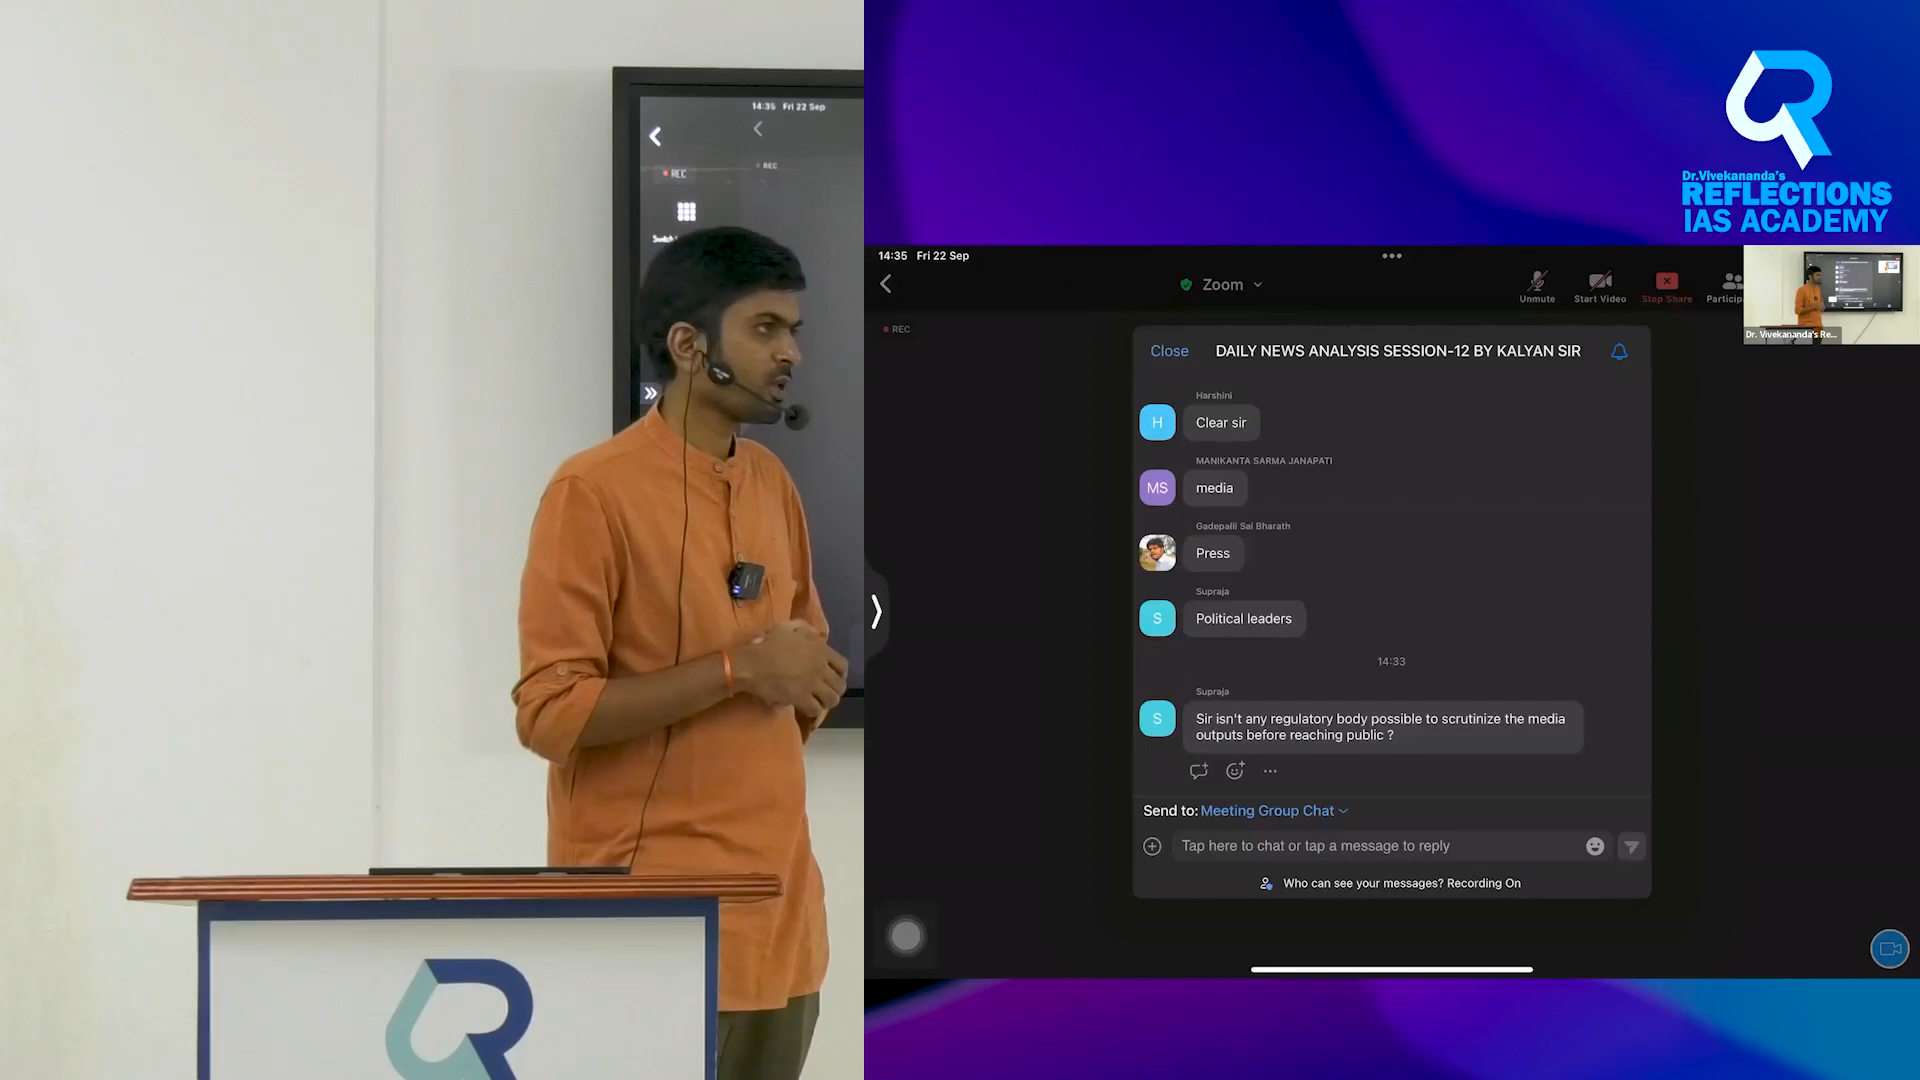 14:35 Fri 22 Sep
REC
REC
Dr.Vivekananda's
REFLECTIONS
IAS ACADEMY
14:35 Fri 22 Sep
Zoom
Unmute
Start Video
Stop Share
REC
Dr. Vivekananda's Re...
Close
DAILY NEWS ANALYSIS SESSION-12 BY KALYAN SIR
Harshini
H
Clear sir
MANIKANTA SARMA JANAPATI
MS
media
Gadepalli Sai Bharath
Press
Supraja
S
Political leaders
14:33
Supraja
S
Sir isn't any regulatory body possible to scrutinize the media
outputs before reaching public ?
Send to: Meeting Group Chat
Tap here to chat or tap a message to reply
Who can see your messages? Recording On